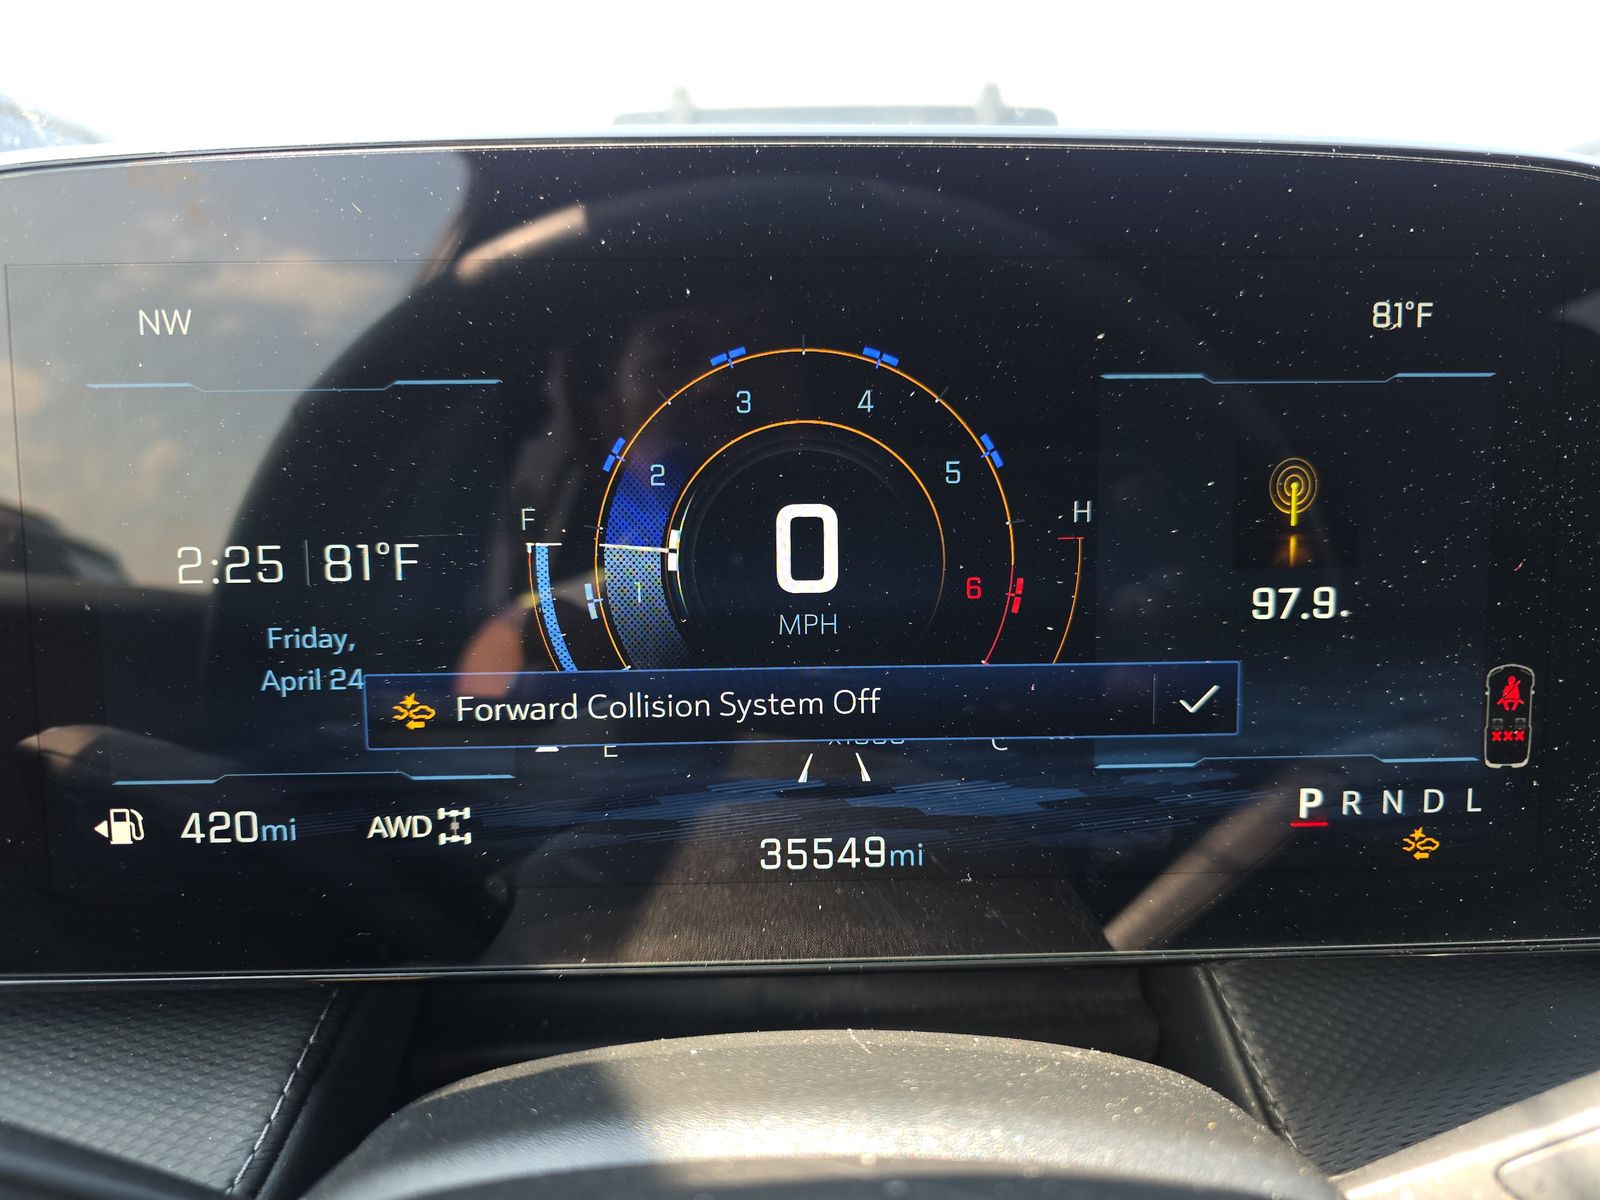 NW
81°F
3
4
2
5
F
H
2:25
81°F
1
6
0
MPH
97.9
Friday,
April 24
Forward Collision System Off
E
x1000
C
P R N D L
420mi
AWD
35549mi